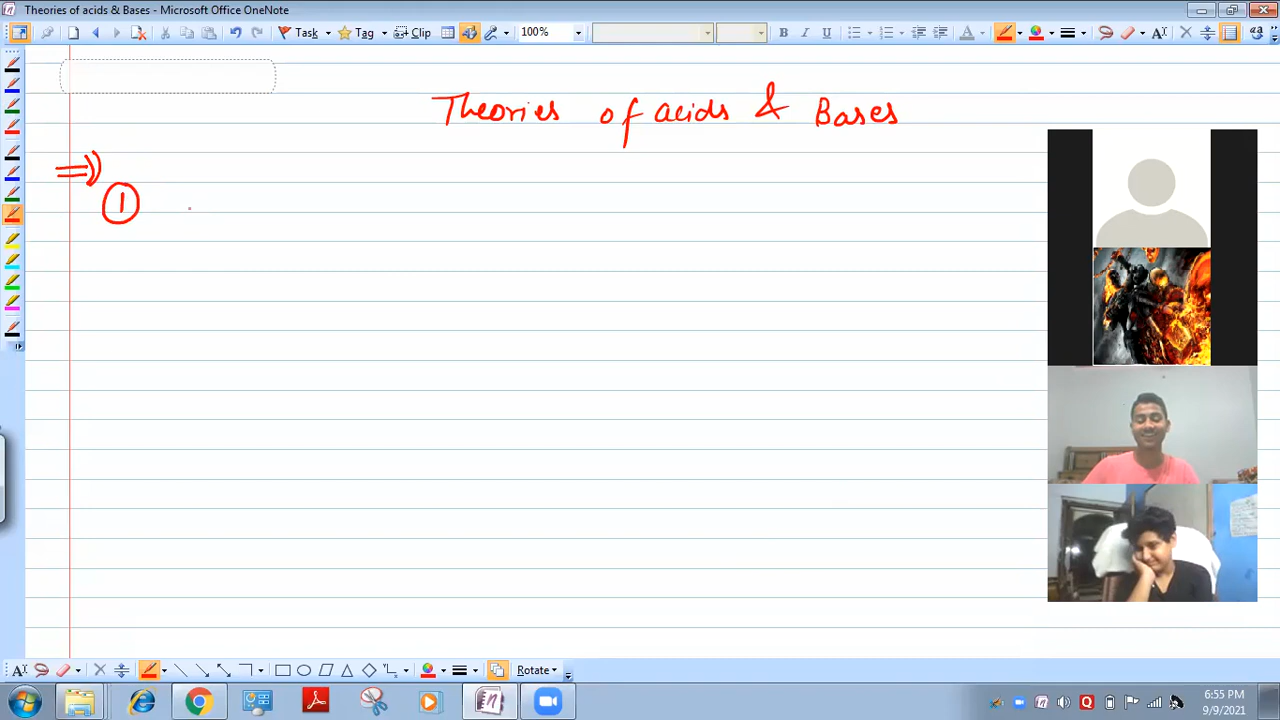 Theories of acids & Bases - Microsoft Office OneNote
Task Tag Clip 100% B I U
Theories of acids & Bases
⇒
①
Rotate
6:55 PM
9/9/2021